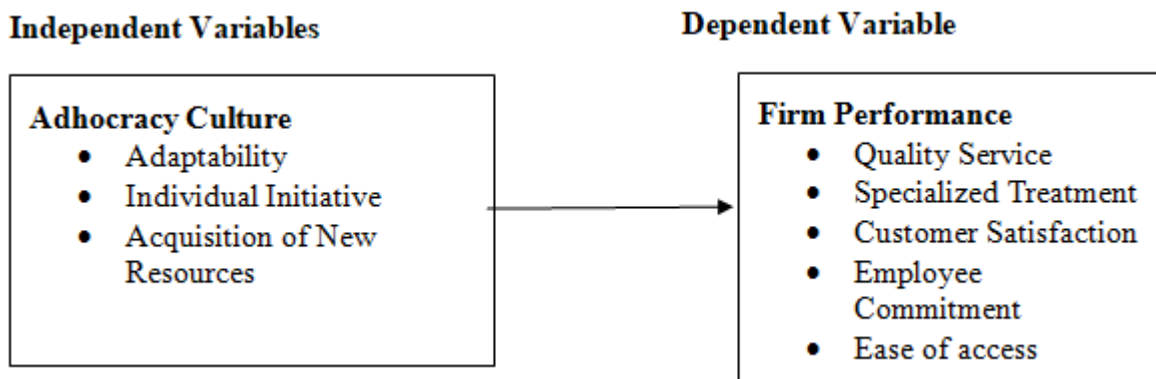 Independent Variables
Dependent Variable
Adhocracy Culture
• Adaptability
• Individual Initiative
• Acquisition of New
Resources
Firm Performance
• Quality Service
• Specialized Treatment
• Customer Satisfaction
• Employee
Commitment
• Ease of access